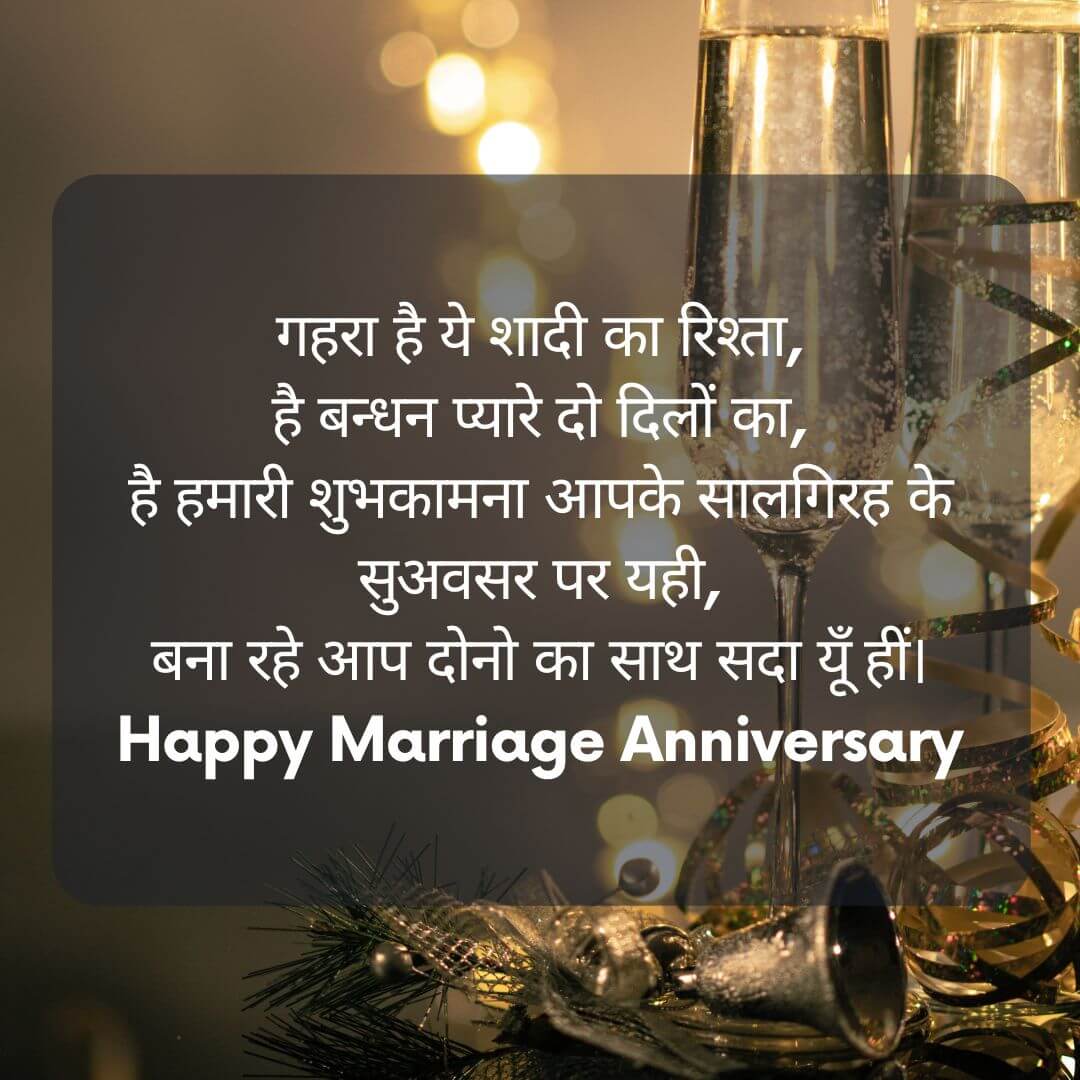 गहरा है ये शादी का रिश्ता,
है बन्धन प्यारे दो दिलों का,
है हमारी शुभकामना आपके सालगिरह के
सुअवसर पर यही,
बना रहे आप दोनो का साथ सदा यूँ हीं।
Happy Marriage Anniversary